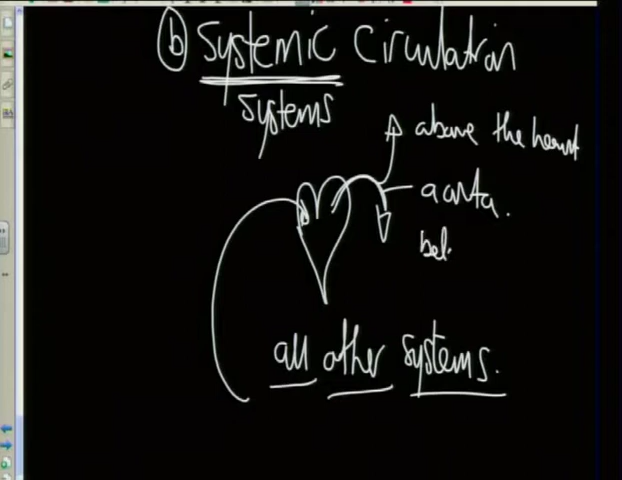 (b) Systemic Circulation
systems
above the heart
aorta.
bel
all other systems.